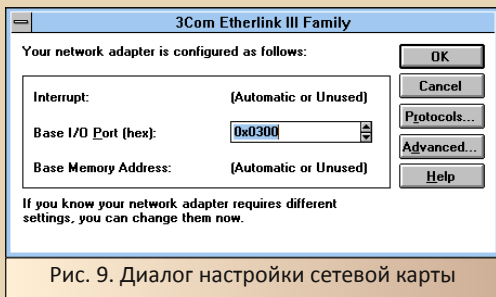 3Com Etherlink III Family
Your network adapter is configured as follows:
OK
Interrupt: (Automatic or Unused)
Cancel
Base I/O Port (hex): 0x0300
Protocols...
Base Memory Address: (Automatic or Unused)
Advanced...
Help
If you know your network adapter requires different
settings, you can change them now.
Рис. 9. Диалог настройки сетевой карты